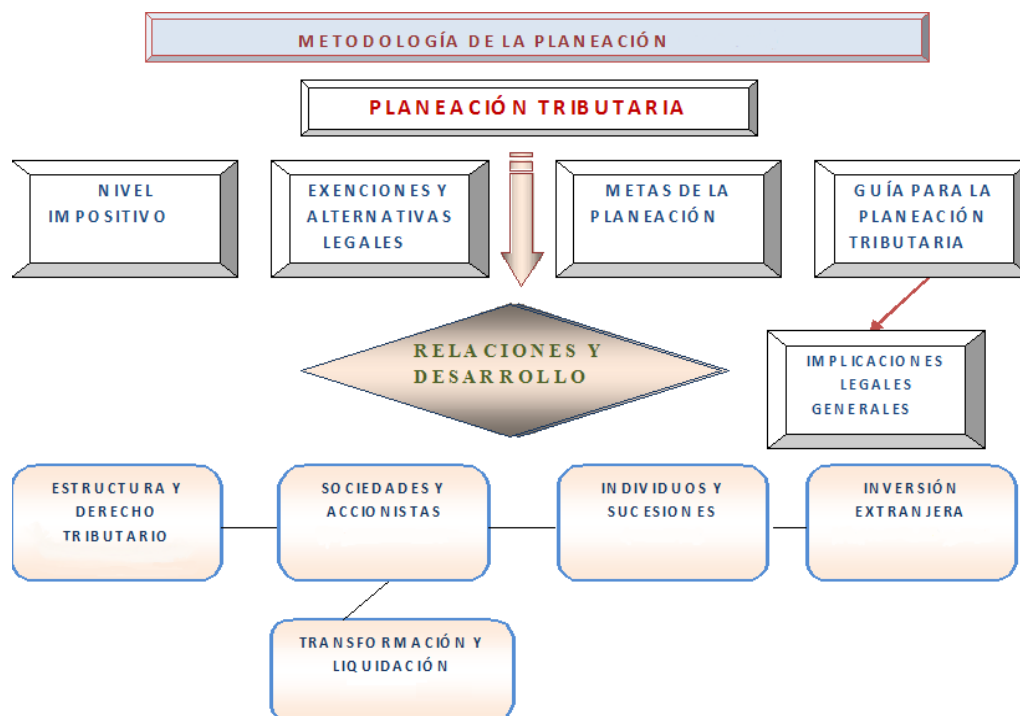 METODOLOGÍA DE LA PLANEACIÓN
PLANEACIÓN TRIBUTARIA
NIVEL
IMPOSITIVO
EXENCIONES Y
ALTERNATIVAS
LEGALES
METAS DE LA
PLANEACIÓN
GUÍA PARA LA
PLANEACIÓN
TRIBUTARIA
RELACIONES Y
DESARROLLO
IMPLICACIONES
LEGALES
GENERALES
ESTRUCTURA Y
DERECHO
TRIBUTARIO
SOCIEDADES Y
ACCIONISTAS
INDIVIDUOS Y
SUCESIONES
INVERSIÓN
EXTRANJERA
TRANSFORMACIÓN Y
LIQUIDACIÓN